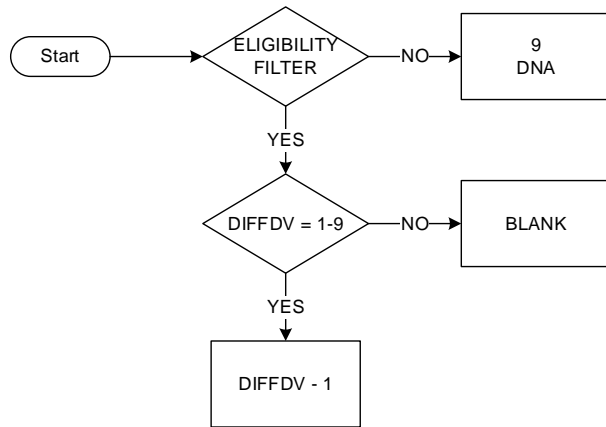 Start
ELIGIBILITY
FILTER
NO
9
DNA
YES
DIFFDV = 1-9
NO
BLANK
YES
DIFFDV - 1